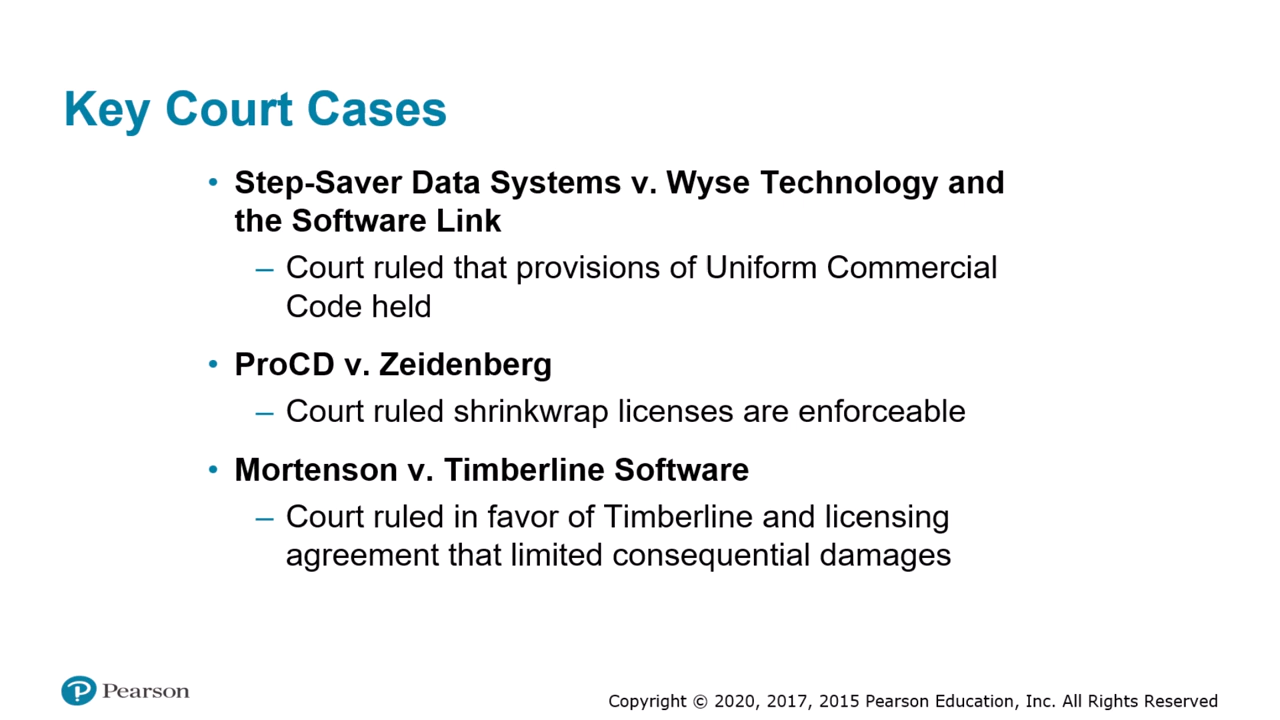 Key Court Cases
• Step-Saver Data Systems v. Wyse Technology and
the Software Link
– Court ruled that provisions of Uniform Commercial
Code held
• ProCD v. Zeidenberg
– Court ruled shrinkwrap licenses are enforceable
• Mortenson v. Timberline Software
– Court ruled in favor of Timberline and licensing
agreement that limited consequential damages
Pearson
Copyright © 2020, 2017, 2015 Pearson Education, Inc. All Rights Reserved